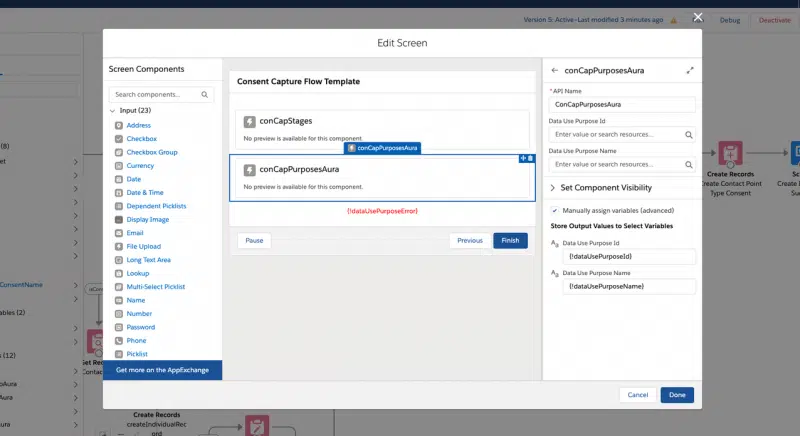 Version 5: Active–Last modified 3 minutes ago
Debug
Deactivate
Edit Screen
Screen Components
Search components...
Input (23)
Address
Checkbox
Checkbox Group
Currency
Date
Date & Time
Dependent Picklists
Display Image
Email
File Upload
Long Text Area
Lookup
Multi-Select Picklist
Name
Number
Password
Phone
Picklist
Get more on the AppExchange
Consent Capture Flow Template
conCapStages
No preview is available for this component.
conCapPurposesAura
conCapPurposesAura
No preview is available for this component.
{!dataUsePurposeError}
Pause
Previous
Finish
conCapPurposesAura
*API Name
ConCapPurposesAura
Data Use Purpose Id
Enter value or search resources...
Data Use Purpose Name
Enter value or search resources...
Set Component Visibility
Manually assign variables (advanced)
Store Output Values to Select Variables
Data Use Purpose Id
{!dataUsePurposeId}
Data Use Purpose Name
{!dataUsePurposeName}
Cancel
Done
(8)
et
ConsentName
ables (2)
s (12)
Aura
Aura
ura
Create Records
Create Contact Point
Type Consent
Create Records
createIndividualRec
ord